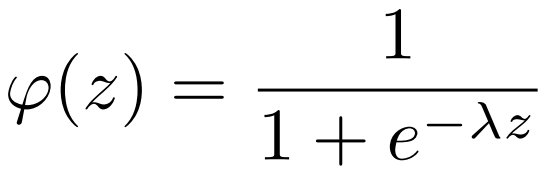 φ(z) = 1 / (1 + e^{−λz})